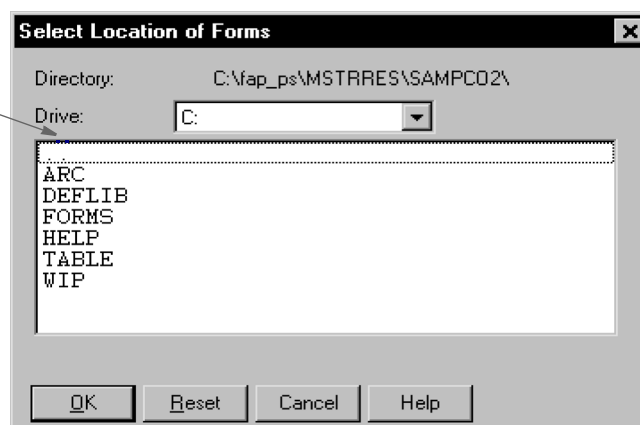 Select Location of Forms
Directory: C:\fap_ps\MSTRRES\SAMPCO2\
Drive: C:
..
ARC
DEFLIB
FORMS
HELP
TABLE
WIP
OK Reset Cancel Help